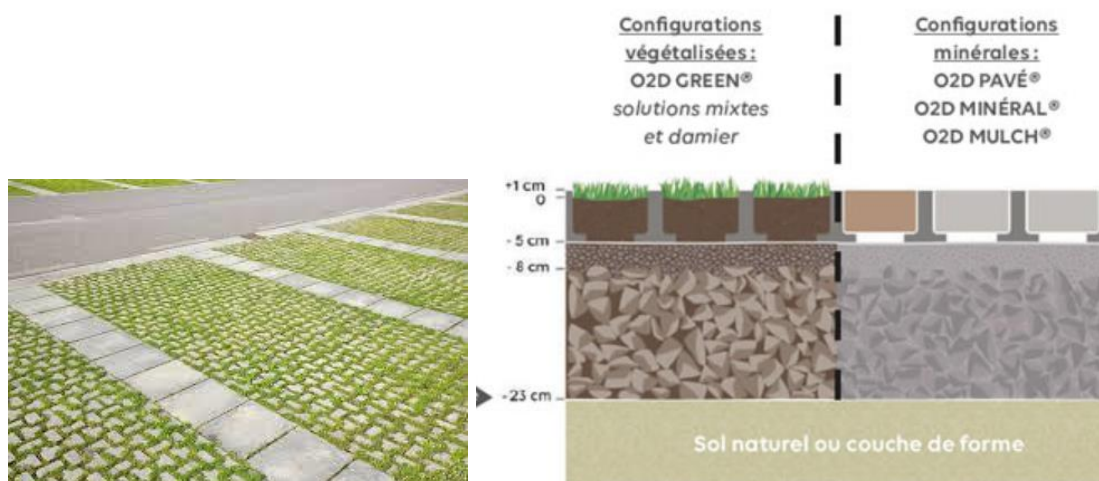 Configurations
végétalisées :
O2D GREEN®
solutions mixtes
et damier
Configurations
minérales :
O2D PAVÉ®
O2D MINÉRAL®
O2D MULCH®
+1 cm
0
- 5 cm
- 8 cm
- 23 cm
Sol naturel ou couche de forme